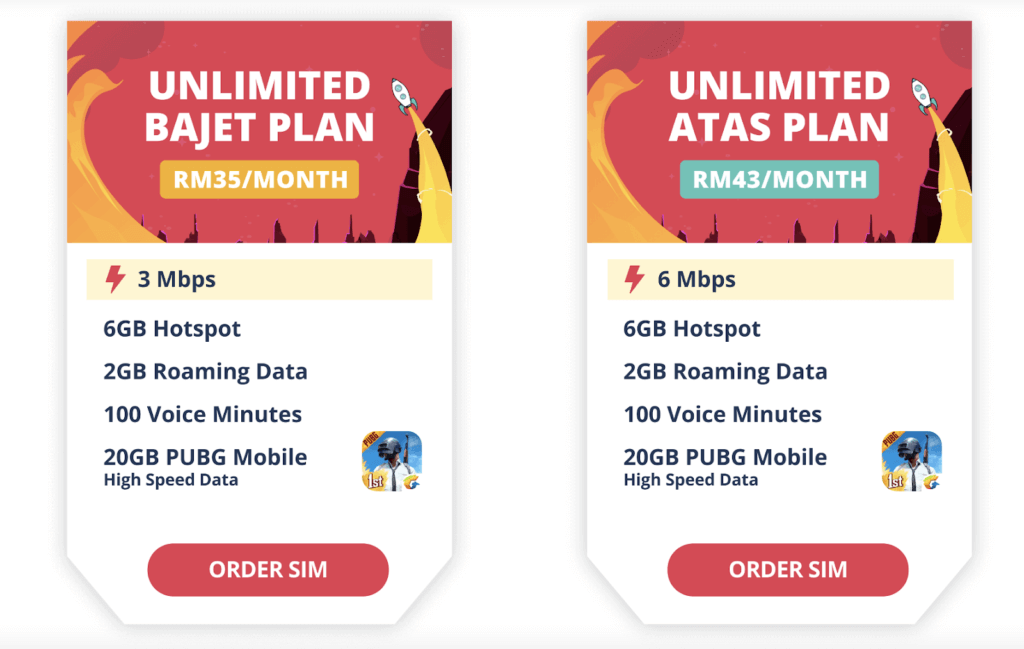 UNLIMITED
BAJET PLAN
RM35/MONTH
3 Mbps
6GB Hotspot
2GB Roaming Data
100 Voice Minutes
20GB PUBG Mobile
High Speed Data
PUBG
1st
ORDER SIM
UNLIMITED
ATAS PLAN
RM43/MONTH
6 Mbps
6GB Hotspot
2GB Roaming Data
100 Voice Minutes
20GB PUBG Mobile
High Speed Data
PUBG
1st
ORDER SIM